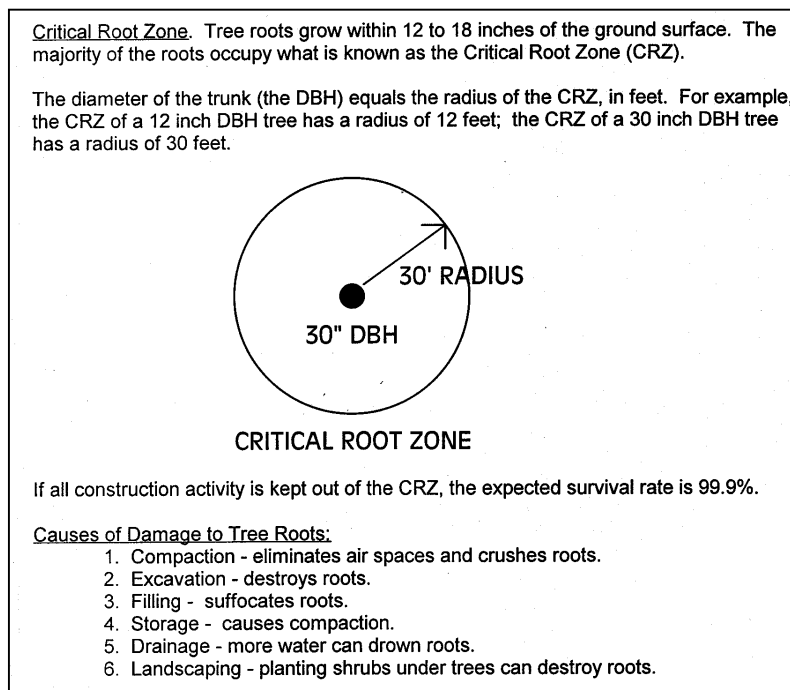 Critical Root Zone. Tree roots grow within 12 to 18 inches of the ground surface. The
majority of the roots occupy what is known as the Critical Root Zone (CRZ).
The diameter of the trunk (the DBH) equals the radius of the CRZ, in feet. For example,
the CRZ of a 12 inch DBH tree has a radius of 12 feet; the CRZ of a 30 inch DBH tree
has a radius of 30 feet.
30' RADIUS
30" DBH
CRITICAL ROOT ZONE
If all construction activity is kept out of the CRZ, the expected survival rate is 99.9%.
Causes of Damage to Tree Roots:
1. Compaction - eliminates air spaces and crushes roots.
2. Excavation - destroys roots.
3. Filling - suffocates roots.
4. Storage - causes compaction.
5. Drainage - more water can drown roots.
6. Landscaping - planting shrubs under trees can destroy roots.